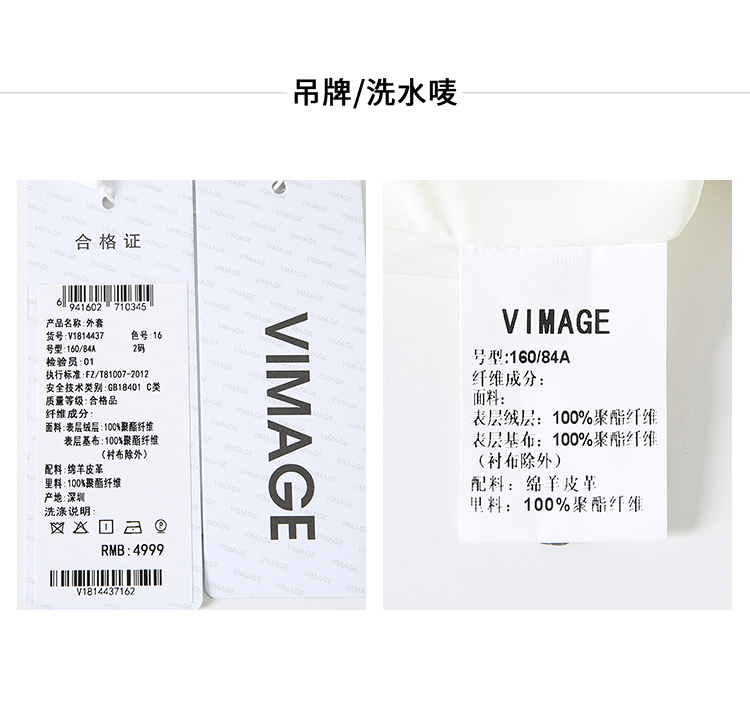 吊牌/洗水唛
合格证
6 941602 710345
产品名称:外套
货号:V1814437 色号:16
号型:160/84A 2码
检验员:01
执行标准:FZ/T81007-2012
安全技术类别:GB18401 C类
质量等级:合格品
纤维成分:
面料:表层绒层:100%聚酯纤维
表层基布:100%聚酯纤维
(衬布除外)
配料:绵羊皮革
里料:100%聚酯纤维
产地:深圳
洗涤说明:
RMB:4999
V1814437162
VIMAGE
VIMAGE
号型:160/84A
纤维成分:
面料:
表层绒层:100%聚酯纤维
表层基布:100%聚酯纤维
(衬布除外)
配料:绵羊皮革
里料:100%聚酯纤维